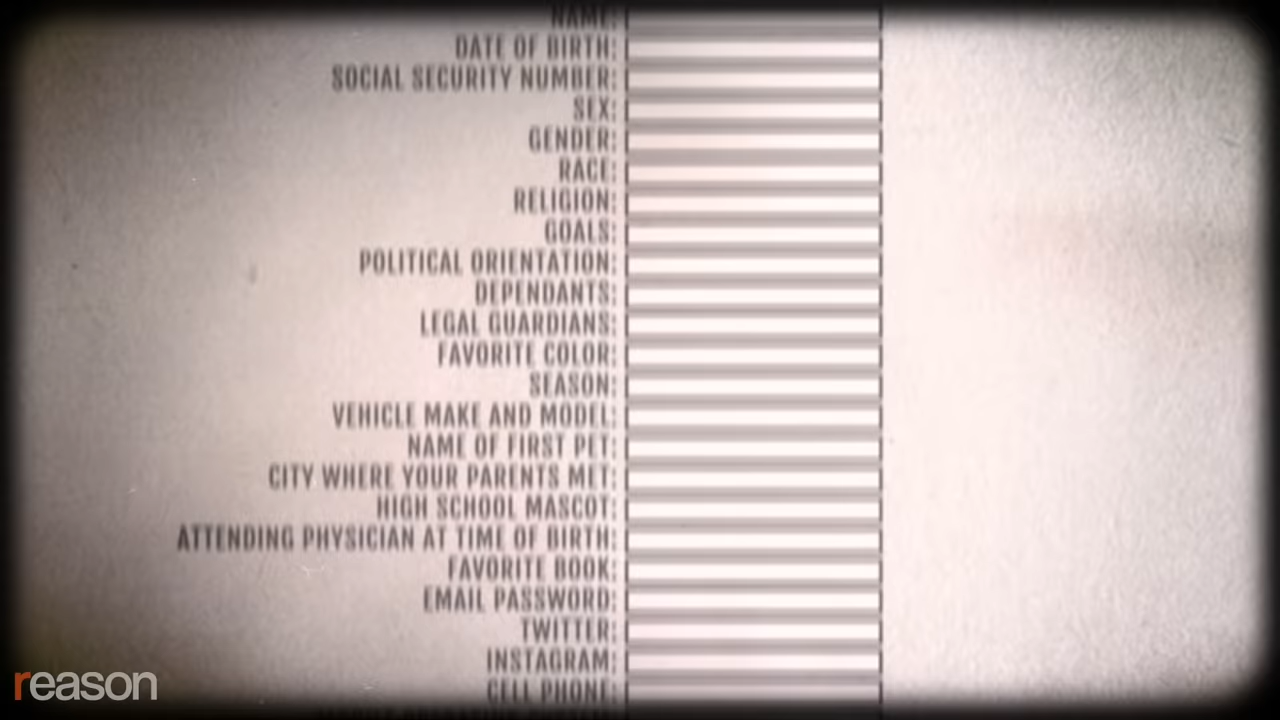 NAME:
DATE OF BIRTH:
SOCIAL SECURITY NUMBER:
SEX:
GENDER:
RACE:
RELIGION:
GOALS:
POLITICAL ORIENTATION:
DEPENDANTS:
LEGAL GUARDIANS:
FAVORITE COLOR:
SEASON:
VEHICLE MAKE AND MODEL:
NAME OF FIRST PET:
CITY WHERE YOUR PARENTS MET:
HIGH SCHOOL MASCOT:
ATTENDING PHYSICIAN AT TIME OF BIRTH:
FAVORITE BOOK:
EMAIL PASSWORD:
TWITTER:
INSTAGRAM:
CELL PHONE:
reason